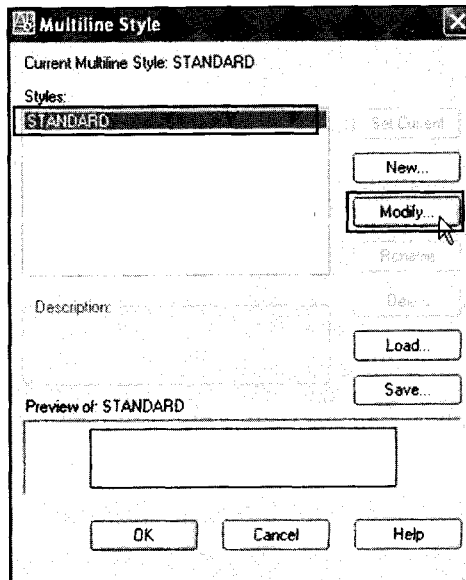 Multiline Style
Current Multiline Style: STANDARD
Styles:
STANDARD
Set Current
New...
Modify...
Rename
Description:
Load...
Save...
Preview of: STANDARD
OK
Cancel
Help